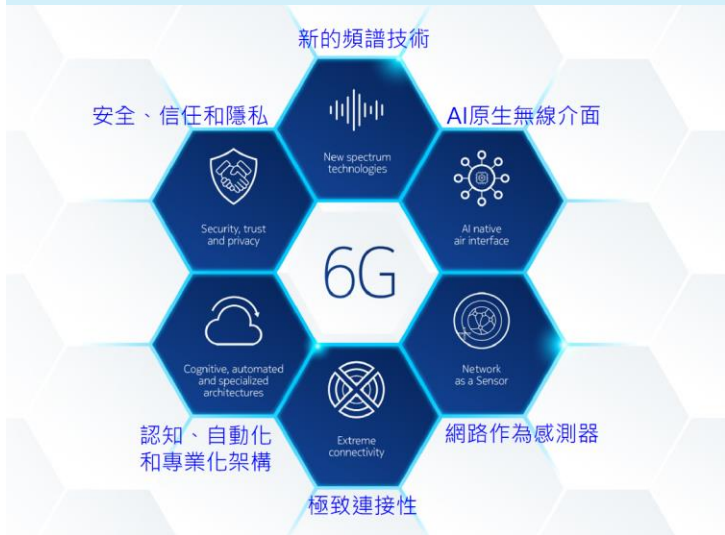 新的頻譜技術
New spectrum
technologies
安全、信任和隱私
Security, trust
and privacy
AI原生無線介面
AI native
air interface
6G
Cognitive, automated
and specialized
architectures
認知、自動化
和專業化架構
Network
as a Sensor
網路作為感測器
Extreme
connectivity
極致連接性